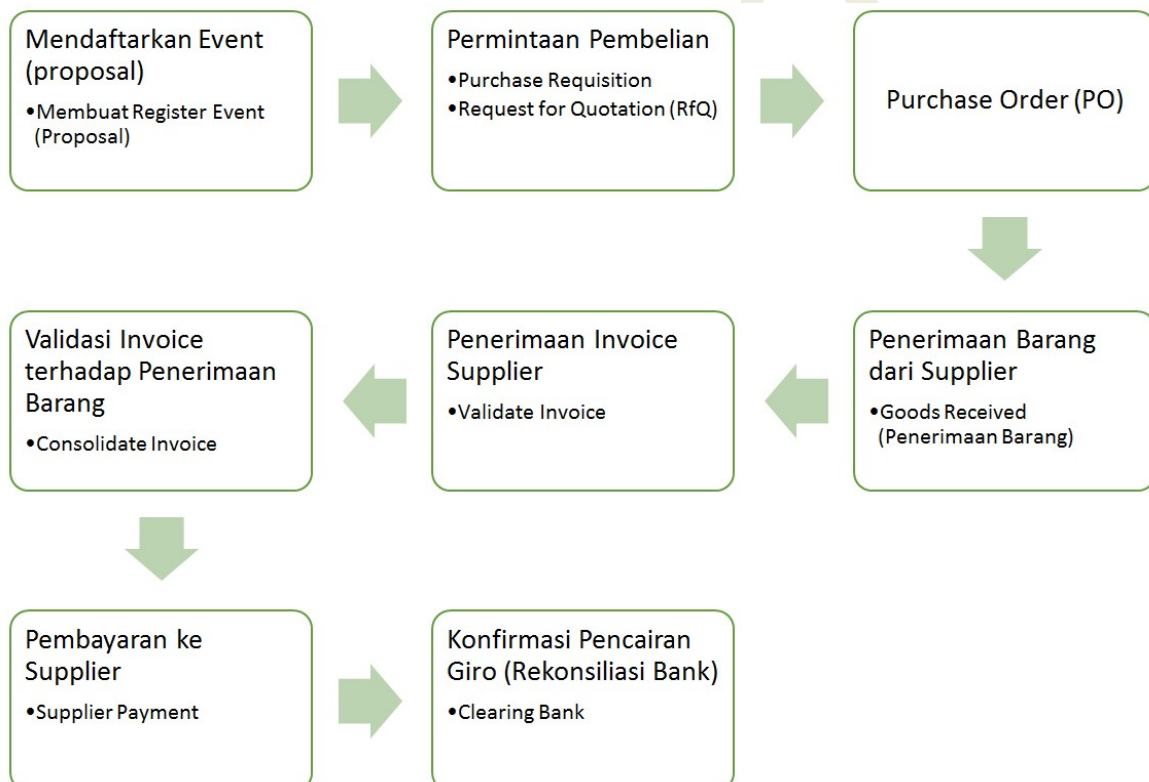 Mendaftarkan Event
(proposal)
•Membuat Register Event
(Proposal)
Permintaan Pembelian
•Purchase Requisition
•Request for Quotation (RfQ)
Purchase Order (PO)
Penerimaan Barang
dari Supplier
•Goods Received
(Penerimaan Barang)
Penerimaan Invoice
Supplier
•Validate Invoice
Validasi Invoice
terhadap Penerimaan
Barang
•Consolidate Invoice
Pembayaran ke
Supplier
•Supplier Payment
Konfirmasi Pencairan
Giro (Rekonsiliasi Bank)
•Clearing Bank